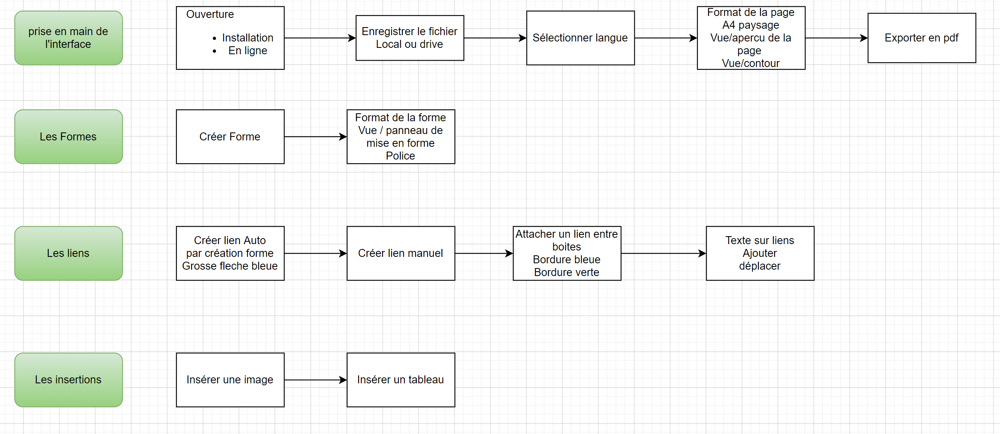 prise en main de
l'interface
Ouverture
• Installation
• En ligne
Enregistrer le fichier
Local ou drive
Sélectionner langue
Format de la page
A4 paysage
Vue/apercu de la
page
Vue/contour
Exporter en pdf
Les Formes
Créer Forme
Format de la forme
Vue / panneau de
mise en forme
Police
Les liens
Créer lien Auto
par création forme
Grosse fleche bleue
Créer lien manuel
Attacher un lien entre
boites
Bordure bleue
Bordure verte
Texte sur liens
Ajouter
déplacer
Les insertions
Insérer une image
Insérer un tableau